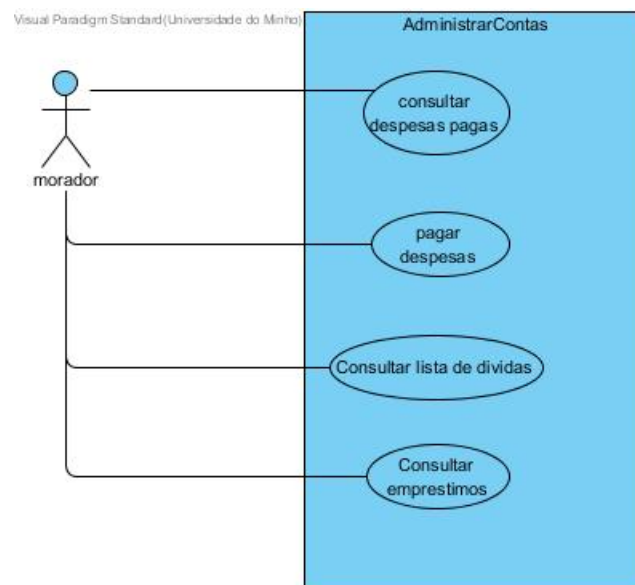 Visual Paradigm Standard(Universidade do Minho)
AdministrarContas
consultar
despesas pagas
morador
pagar
despesas
Consultar lista de dividas
Consultar
emprestimos